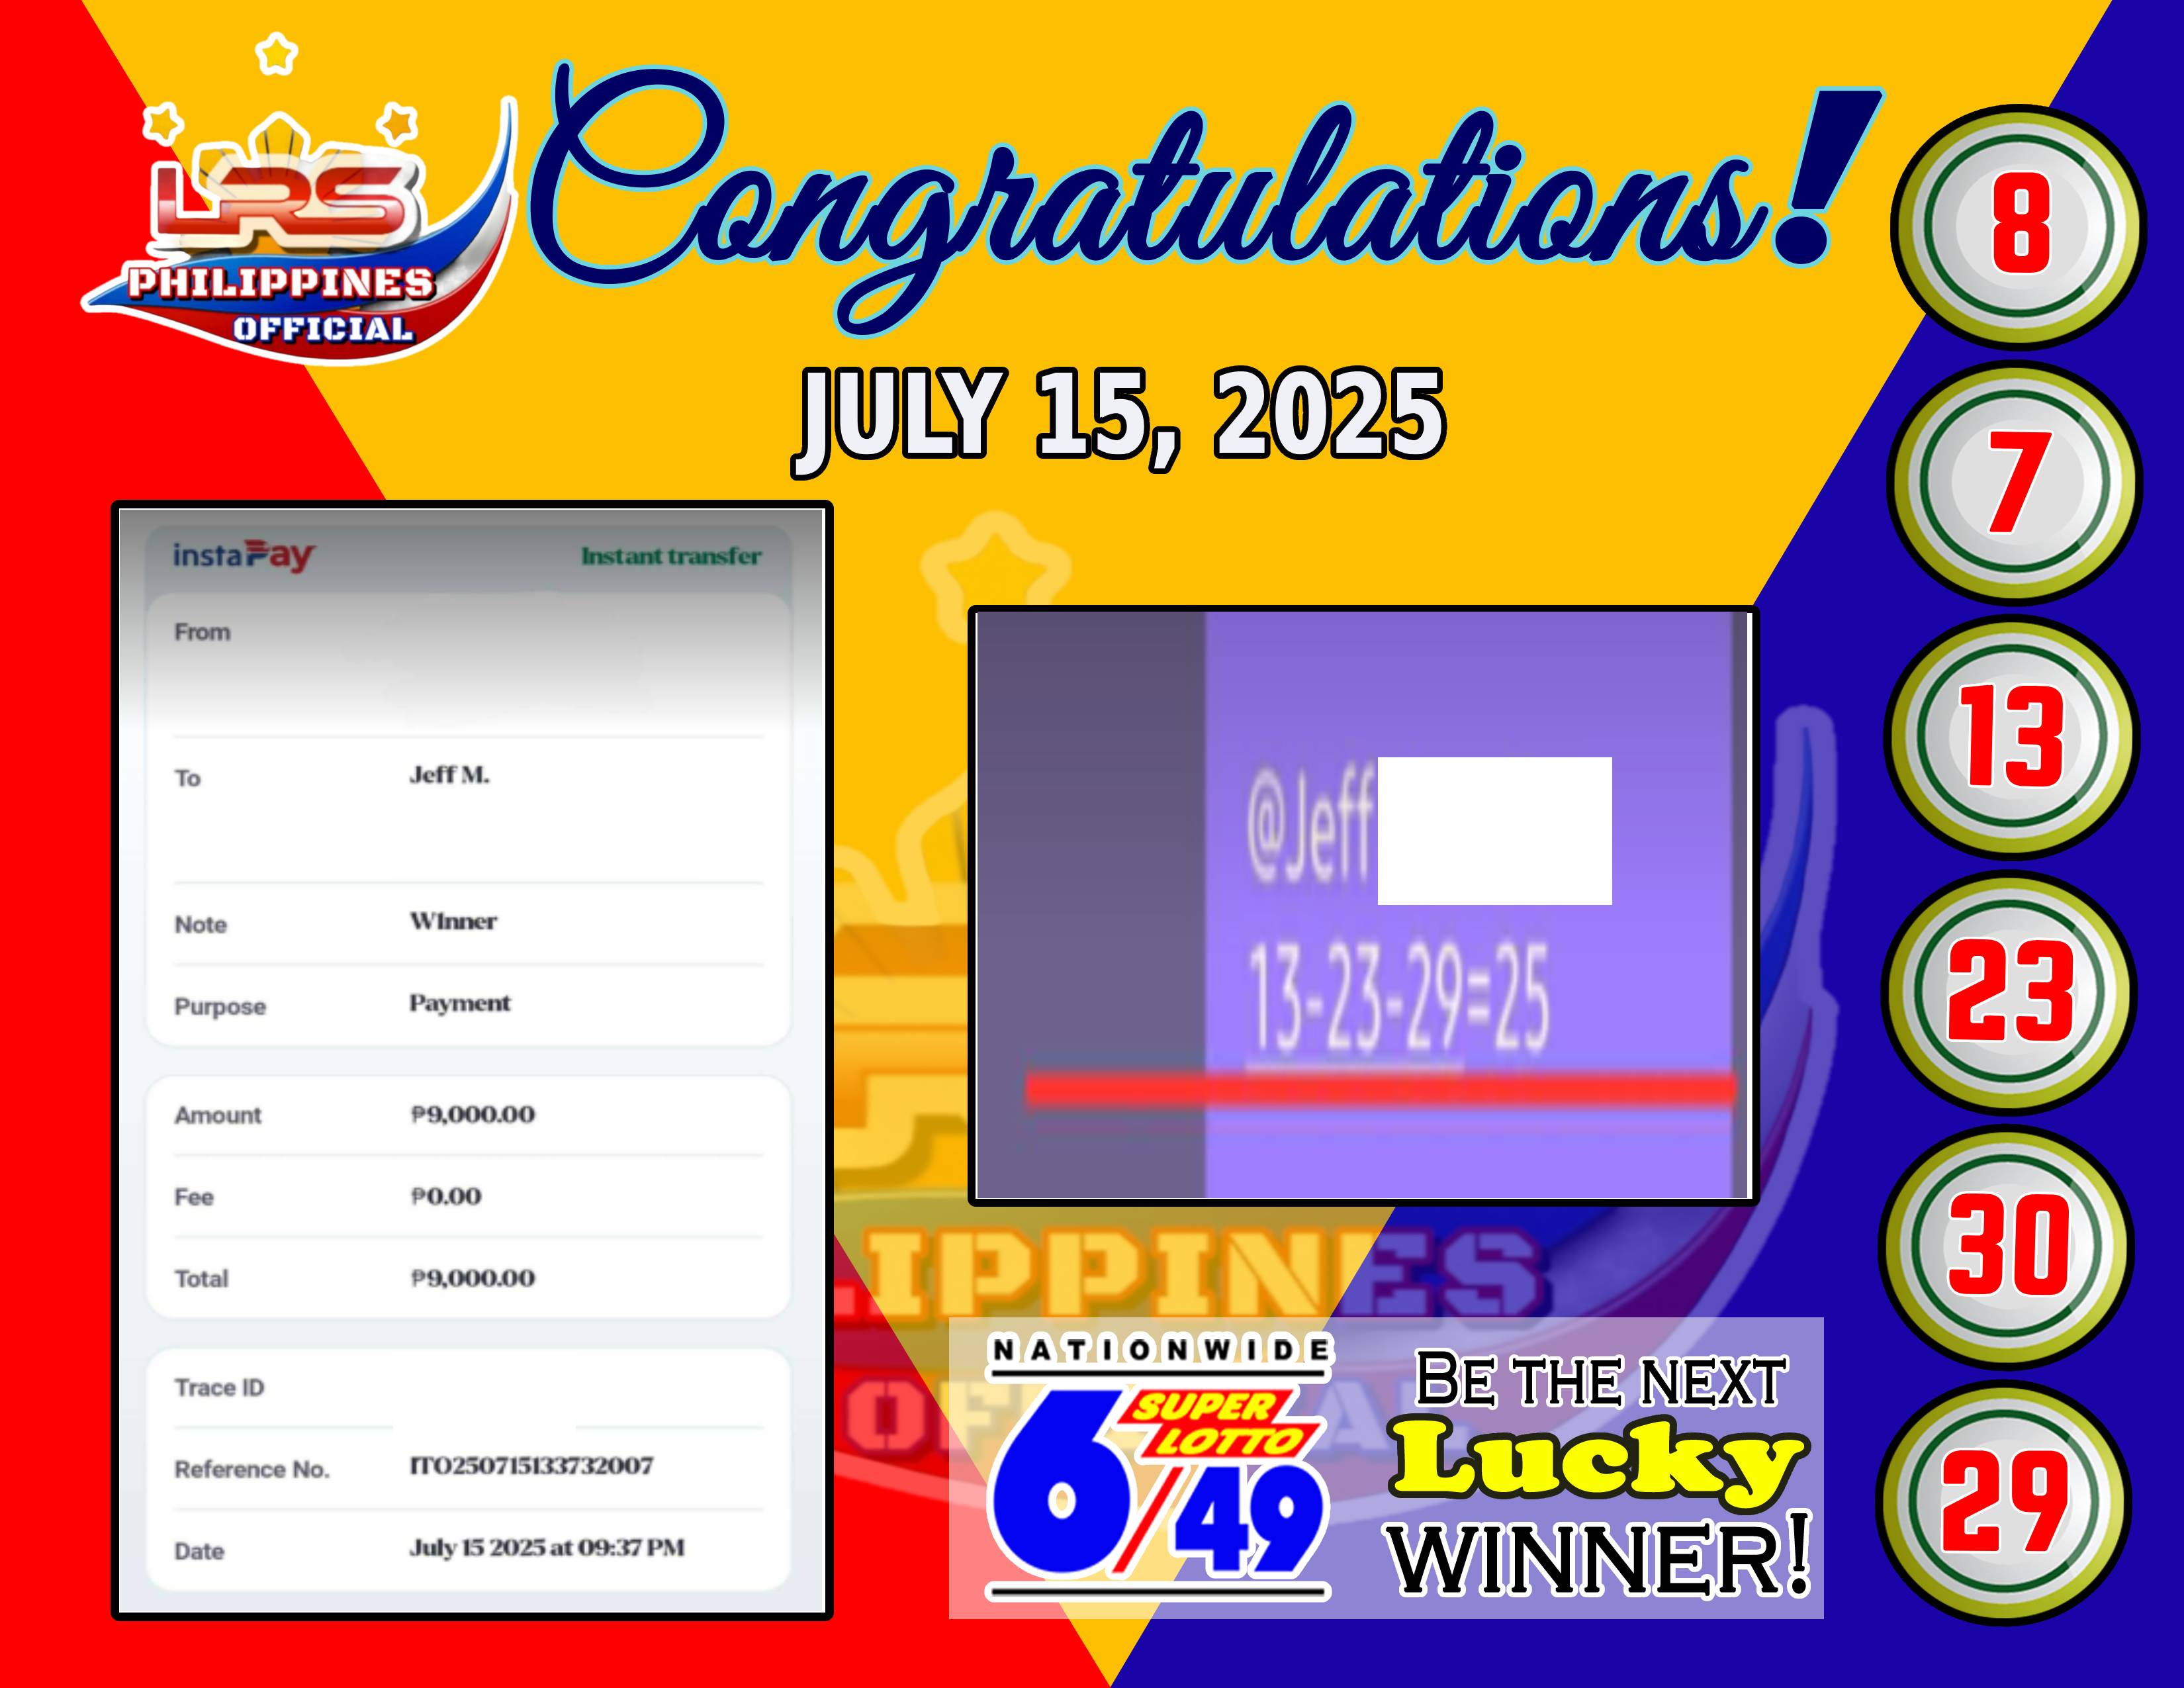 LRS
PHILIPPINES
OFFICIAL
Congratulations!
JULY 15, 2025
instaPay
Instant transfer
From
To
Jeff M.
Note
Winner
Purpose
Payment
Amount
₱9,000.00
Fee
₱0.00
Total
₱9,000.00
Trace ID
Reference No.
ITO250715133732007
Date
July 15 2025 at 09:37 PM
@Jeff
13-23-29=25
LIPPINES
NATIONWIDE
SUPER
LOTTO
6/49
BE THE NEXT
Lucky
WINNER!
8
7
13
23
30
29